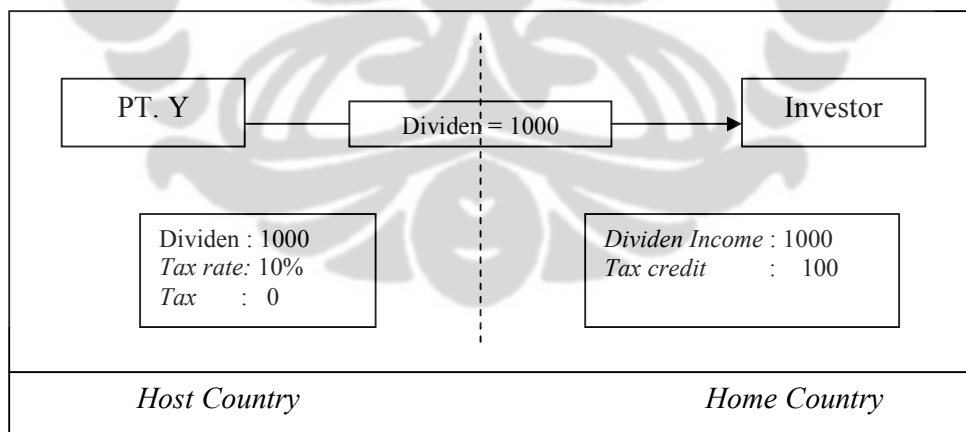 PT. Y
Dividen = 1000
Investor
Dividen : 1000
Tax rate: 10%
Tax : 0
Dividen Income : 1000
Tax credit : 100
Host Country
Home Country